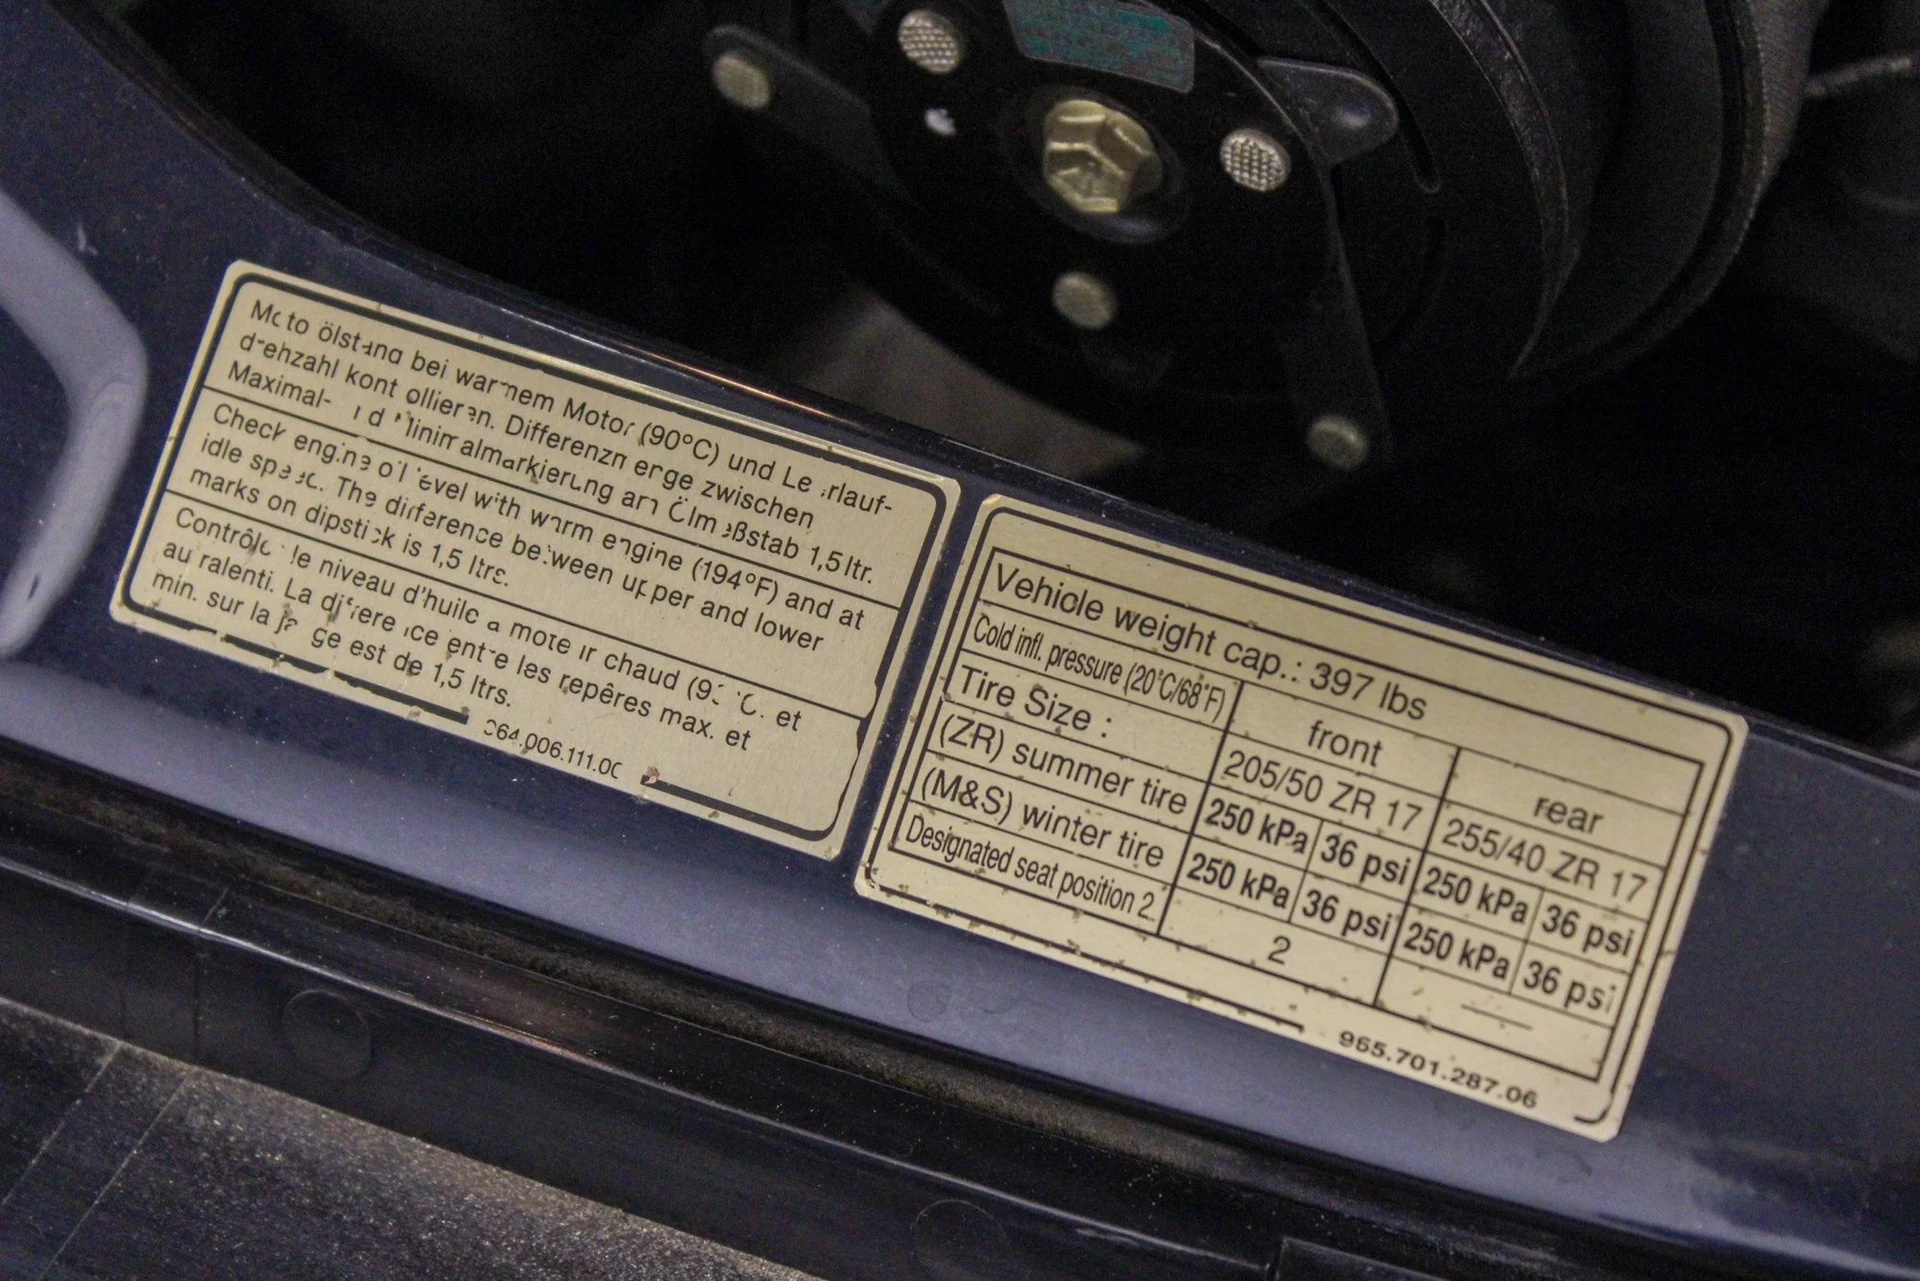 Motorölstand bei warmem Motor (90°C) und Leerlauf-
drehzahl kontrollieren. Differenzmenge zwischen
Maximal- und Minimalmarkierung am Ölmeßstab 1,5 ltr.
Check engine oil level with warm engine (194°F) and at
idle speed. The difference between upper and lower
marks on dipstick is 1,5 ltrs.
Contrôler le niveau d'huile a moteur chaud (90°C) et
au ralenti. La difference entre les repêres max. et
min. sur la jauge est de 1,5 ltrs.
964.006.111.00
Vehicle weight cap.: 397 lbs
Cold infl. pressure (20°C/68°F) front rear
Tire Size : 205/50 ZR 17 255/40 ZR 17
(ZR) summer tire 250 kPa 36 psi 250 kPa 36 psi
(M&S) winter tire 250 kPa 36 psi 250 kPa 36 psi
Designated seat position 2 2 —
965.701.287.06